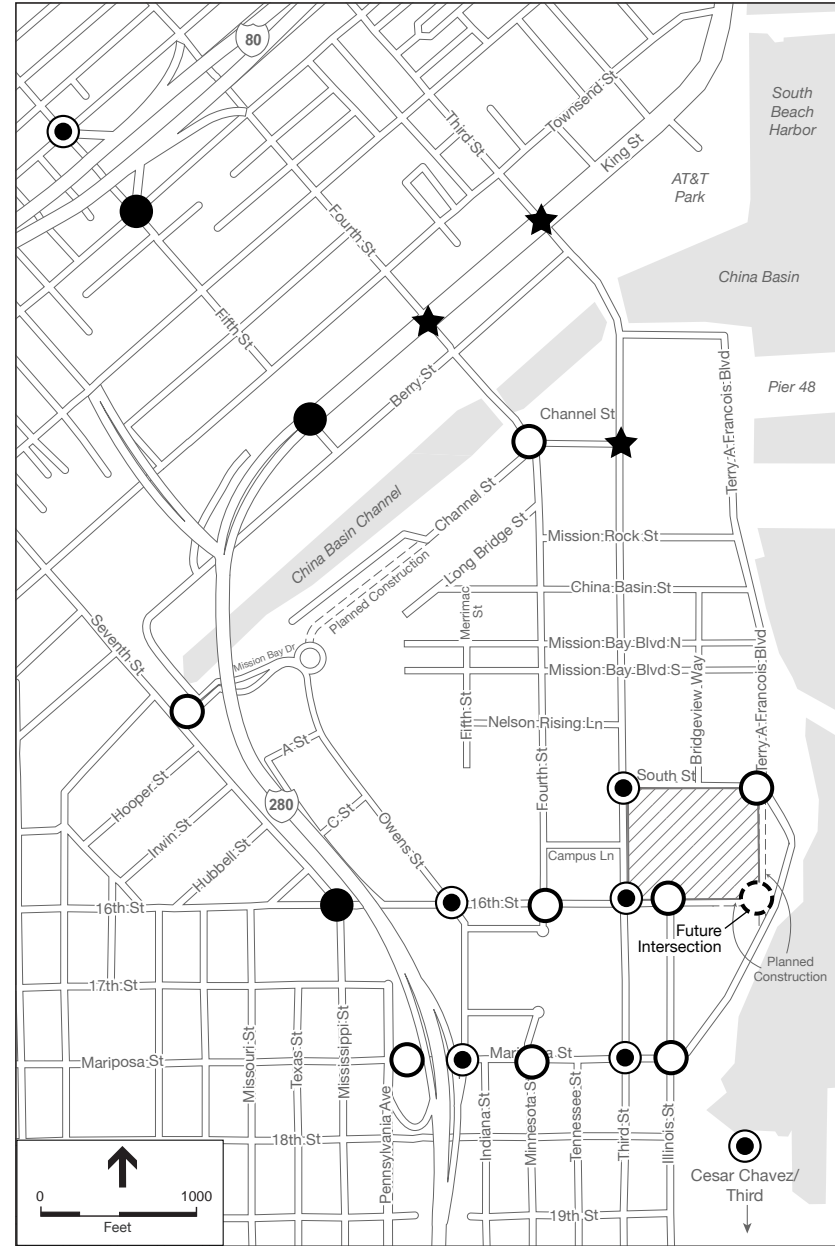 80
South
Beach
Harbor
Townsend St
Third St
King St
AT&T
Park
Fourth St
China Basin
Fifth St
Pier 48
Berry St
Channel St
Terry A Francois Blvd
China Basin Channel
Channel St
Mission Rock St
Long Bridge St
Planned Construction
China Basin St
Merrimac
St
Seventh St
Mission Bay Dr
Mission Bay Blvd N
Mission Bay Blvd S
Bridgeview Way
Terry A Francois Blvd
Fifth St
Nelson Rising Ln
A St
Fourth St
South St
Hooper St
280
C St
Owens St
Irwin St
Hubbell St
Campus Ln
16th St
16th St
Future
Intersection
Planned
Construction
17th St
Mariposa St
Missouri St
Texas St
Mississippi St
Mariposa St
Pennsylvania Ave
Indiana St
Minnesota St
Tennessee St
Third St
Illinois St
18th St
Cesar Chavez/
Third
0
1000
Feet
19th St